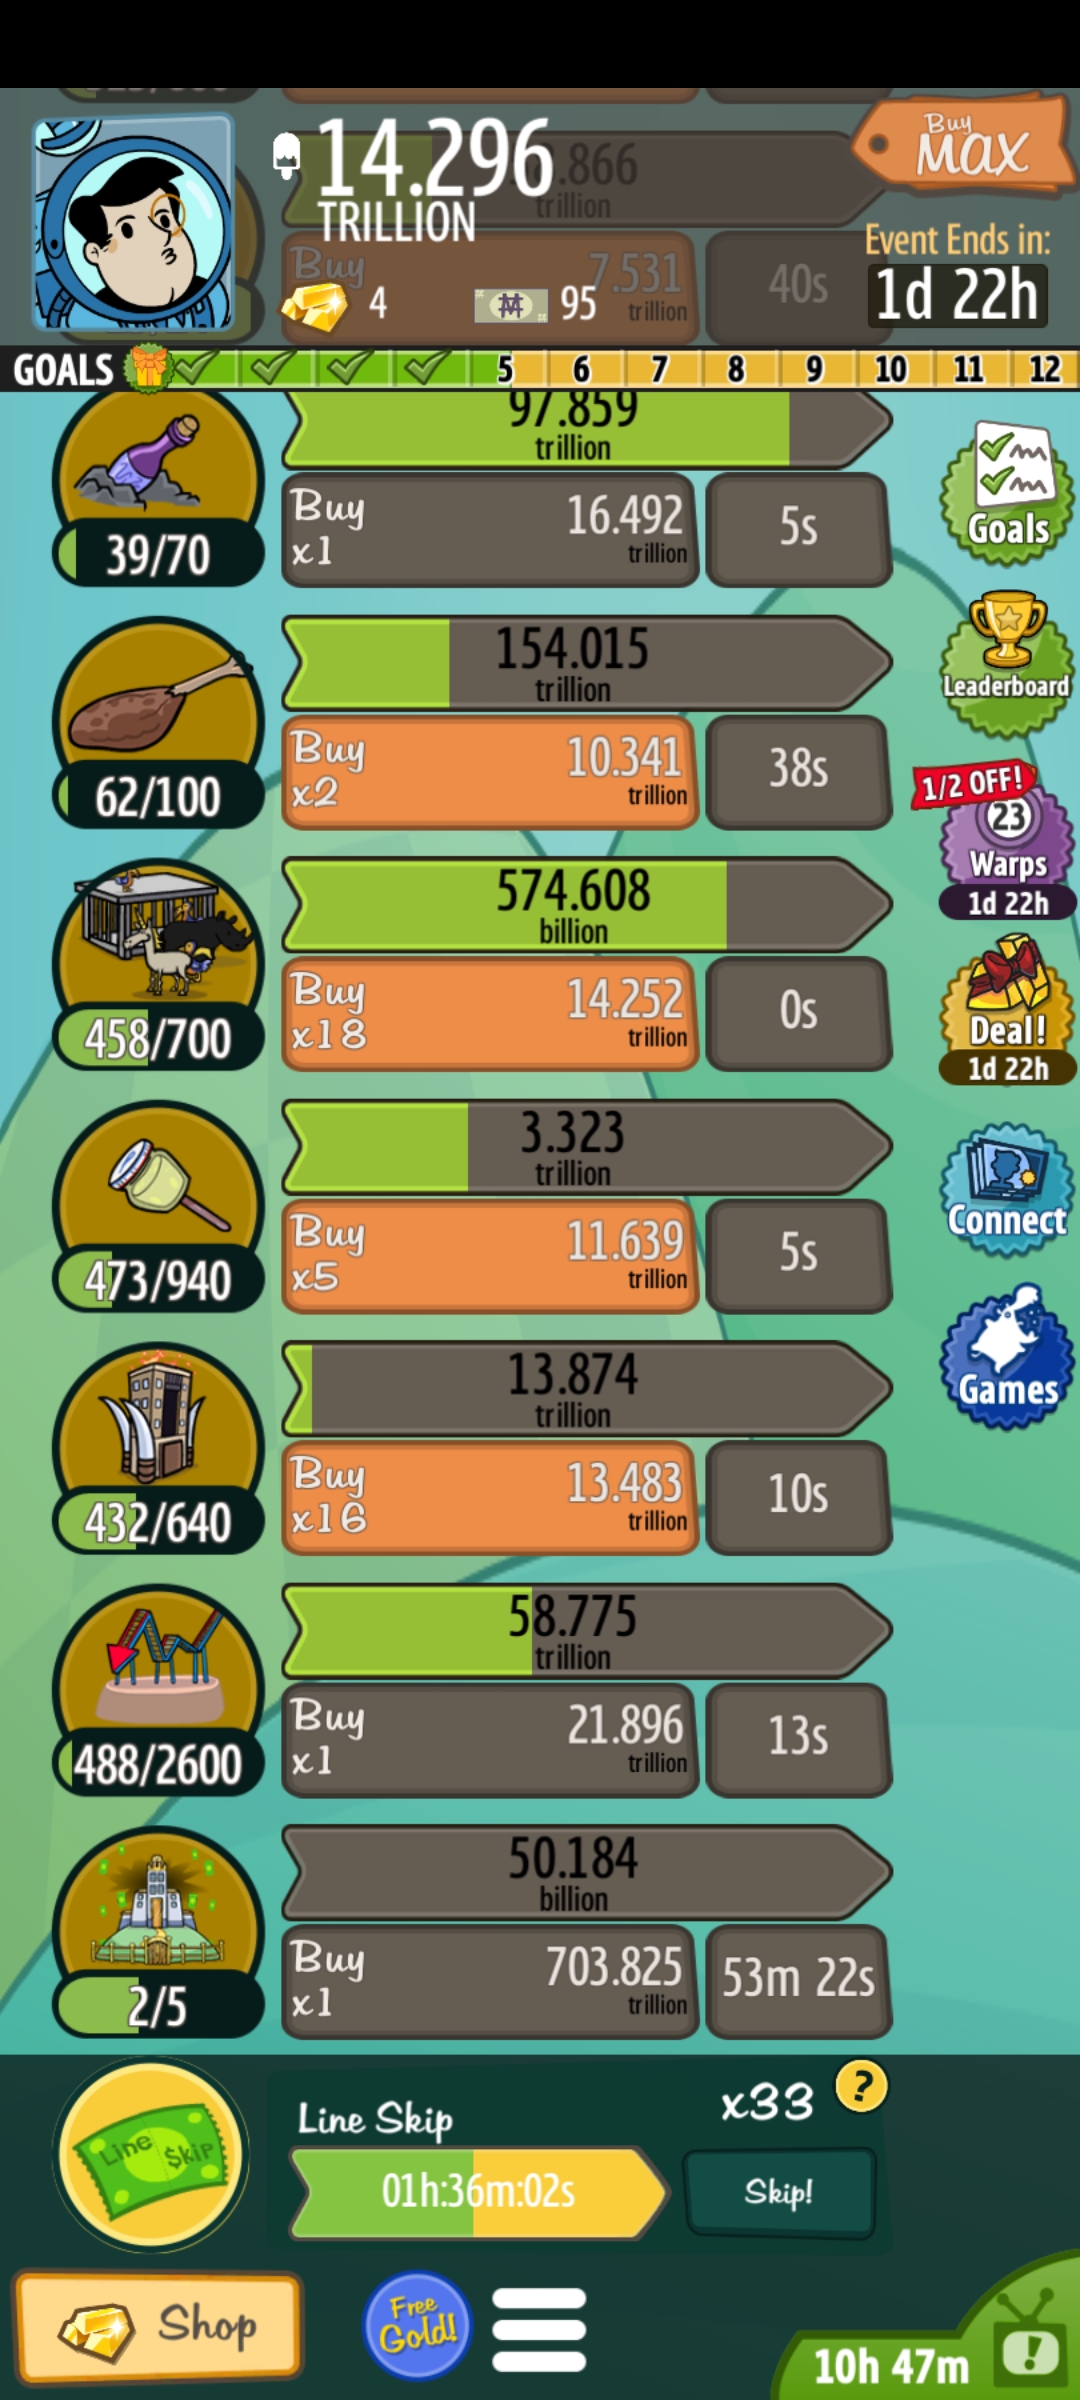 Buy
MAX
14.296
TRILLION
.866
trillion
Buy
7.531
trillion
40s
4
95
Event Ends in:
1d 22h
GOALS 5 6 7 8 9 10 11 12
97.859
trillion
Buy
x1
16.492
trillion
5s
39/70
Goals
154.015
trillion
Buy
x2
10.341
trillion
38s
62/100
Leaderboard
1/2 OFF!
23
Warps
1d 22h
574.608
billion
Buy
x18
14.252
trillion
0s
458/700
Deal!
1d 22h
3.323
trillion
Buy
x5
11.639
trillion
5s
473/940
Connect
13.874
trillion
Buy
x16
13.483
trillion
10s
432/640
Games
58.775
trillion
Buy
x1
21.896
trillion
13s
488/2600
50.184
billion
Buy
x1
703.825
trillion
53m 22s
2/5
Line $kip
Line Skip
x33
?
01h:36m:02s
Skip!
Shop
Free
Gold!
10h 47m
!